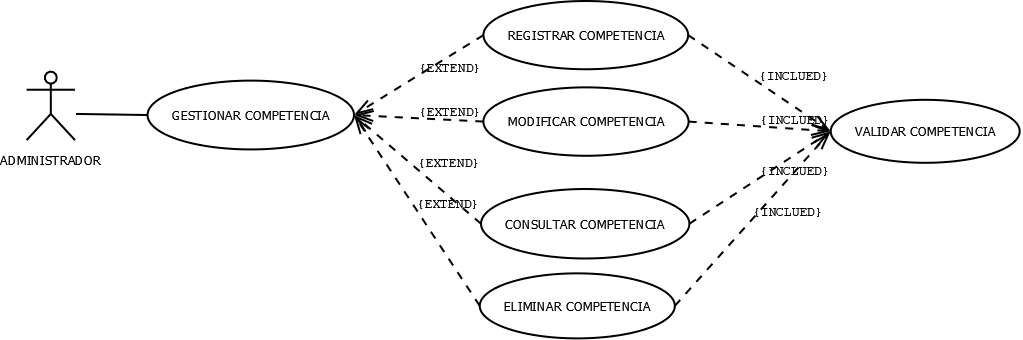 REGISTRAR COMPETENCIA
{EXTEND}
{INCLUED}
GESTIONAR COMPETENCIA
{EXTEND}
MODIFICAR COMPETENCIA
{INCLUED}
VALIDAR COMPETENCIA
ADMINISTRADOR
{EXTEND}
{INCLUED}
CONSULTAR COMPETENCIA
{EXTEND}
{INCLUED}
ELIMINAR COMPETENCIA